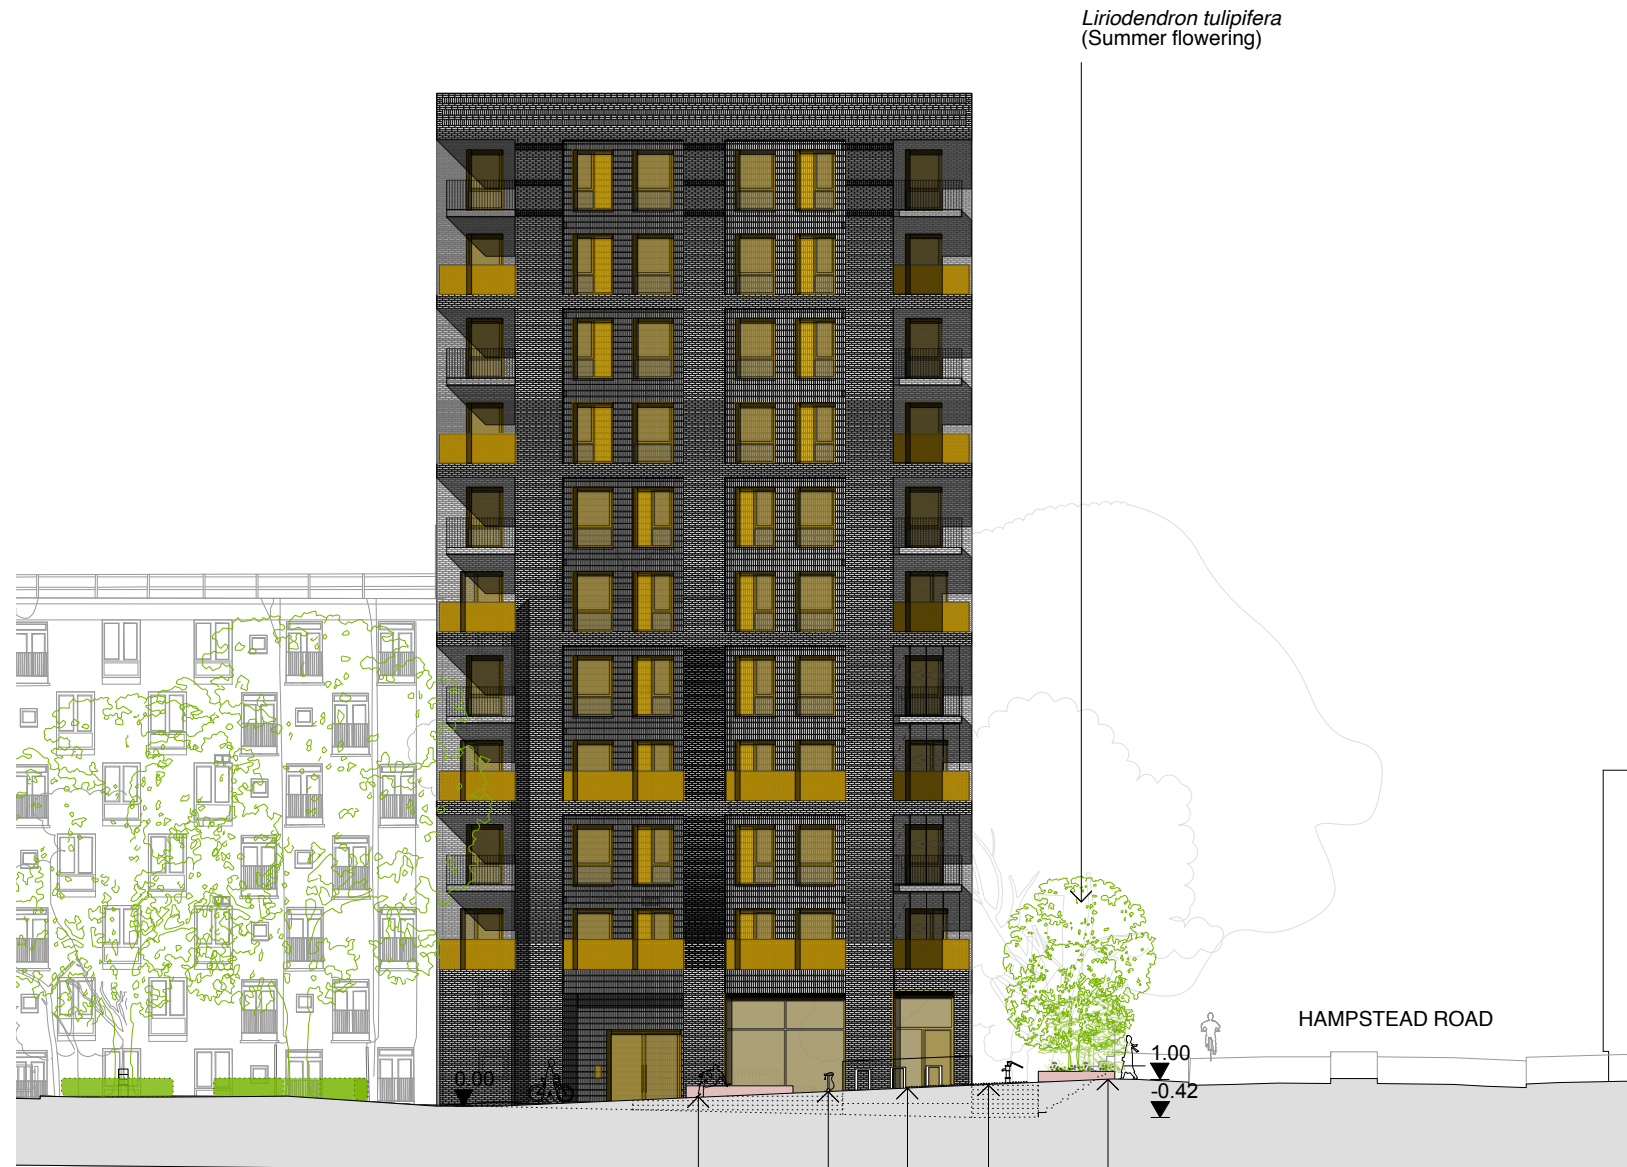 Liriodendron tulipifera
(Summer flowering)
HAMPSTEAD ROAD
1.00
0.00
-0.42